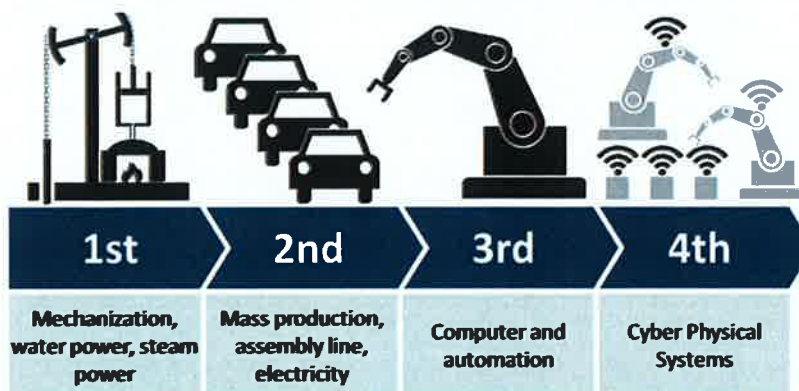 1st
2nd
3rd
4th
Mechanization,
water power, steam
power
Mass production,
assembly line,
electricity
Computer and
automation
Cyber Physical
Systems